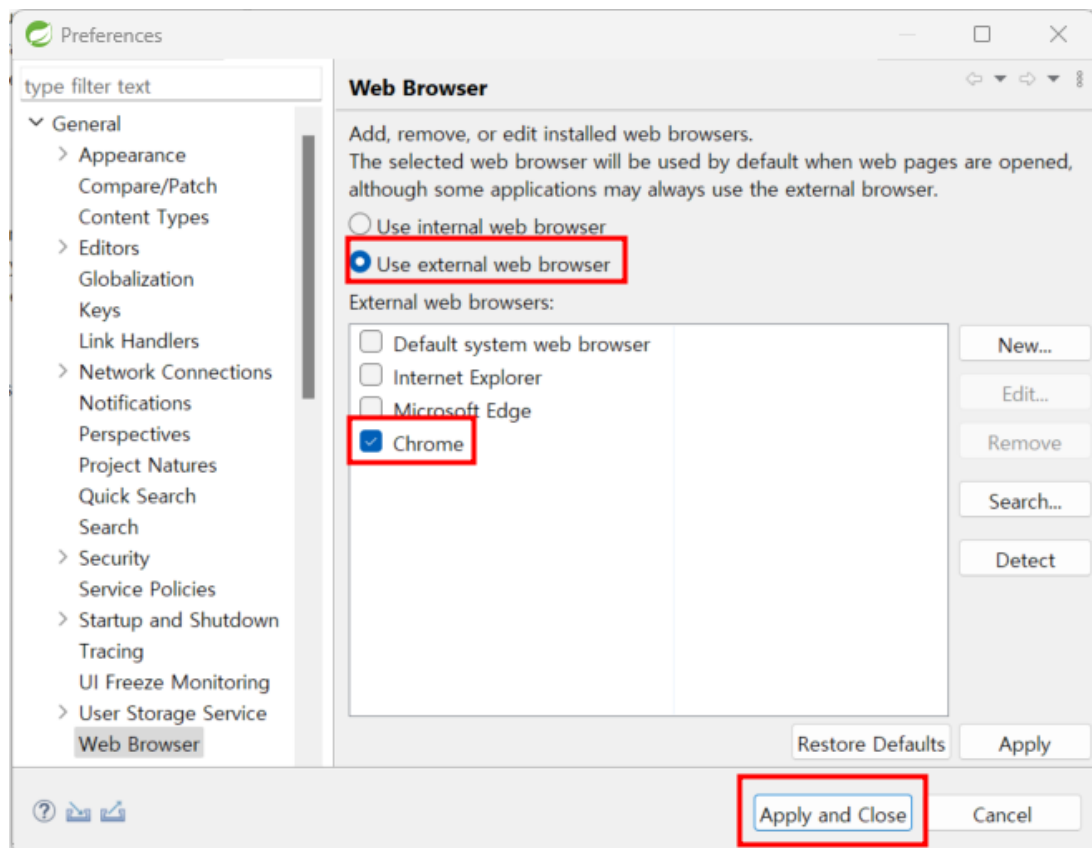 Preferences
type filter text
General
Appearance
Compare/Patch
Content Types
Editors
Globalization
Keys
Link Handlers
Network Connections
Notifications
Perspectives
Project Natures
Quick Search
Search
Security
Service Policies
Startup and Shutdown
Tracing
UI Freeze Monitoring
User Storage Service
Web Browser
Web Browser
Add, remove, or edit installed web browsers.
The selected web browser will be used by default when web pages are opened,
although some applications may always use the external browser.
Use internal web browser
Use external web browser
External web browsers:
Default system web browser
Internet Explorer
Microsoft Edge
Chrome
New...
Edit...
Remove
Search...
Detect
Restore Defaults
Apply
Apply and Close
Cancel